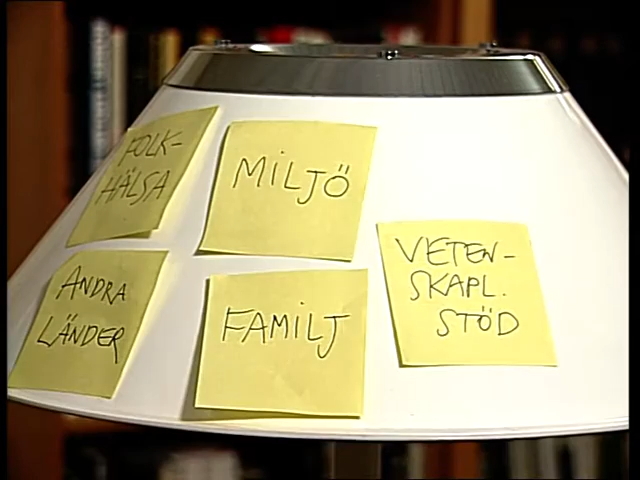 FOLK-
HÄLSA
MILJÖ
ANDRA
LÄNDER
FAMILJ
VETEN-
SKAPL.
STÖD